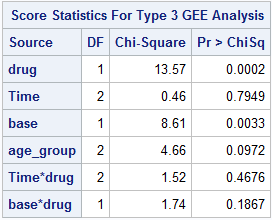 Score Statistics For Type 3 GEE Analysis
Source DF Chi-Square Pr > ChiSq
drug 1 13.57 0.0002
Time 2 0.46 0.7949
base 1 8.61 0.0033
age_group 2 4.66 0.0972
Time*drug 2 1.52 0.4676
base*drug 1 1.74 0.1867